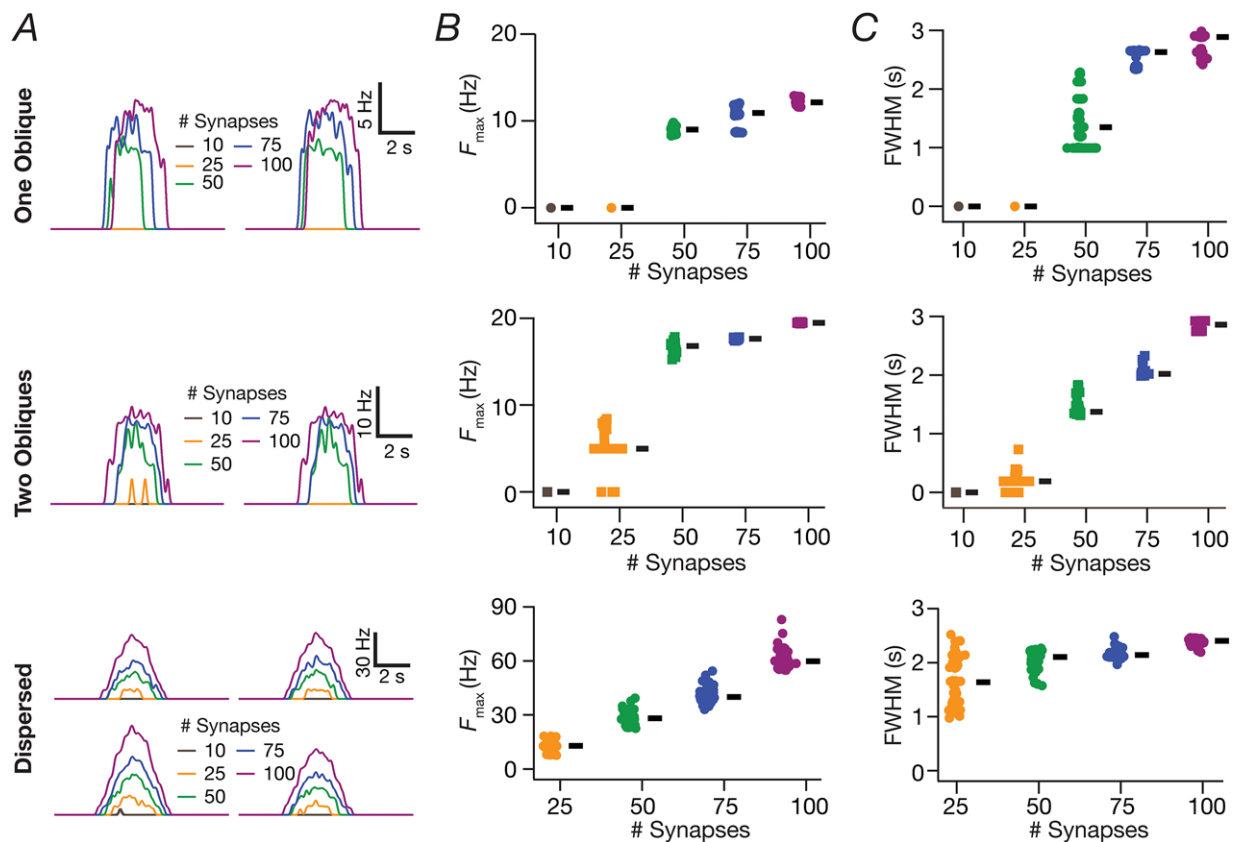 A
B
C
One Oblique
# Synapses
10
75
25
100
50
5 Hz
2 s
F max (Hz)
20
10
0
10
25
50
75
100
# Synapses
FWHM (s)
3
2
1
0
10
25
50
75
100
# Synapses
Two Obliques
# Synapses
10
75
25
100
50
10 Hz
2 s
F max (Hz)
20
10
0
10
25
50
75
100
# Synapses
FWHM (s)
3
2
1
0
10
25
50
75
100
# Synapses
Dispersed
30 Hz
2 s
# Synapses
10
75
25
100
50
F max (Hz)
90
60
30
0
25
50
75
100
# Synapses
FWHM (s)
3
2
1
0
25
50
75
100
# Synapses